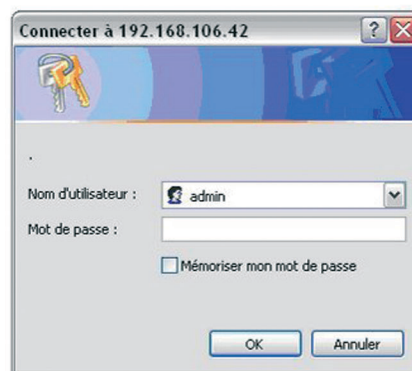 Connecter à 192.168.106.42
.
Nom d'utilisateur :
admin
Mot de passe :
Mémoriser mon mot de passe
OK
Annuler